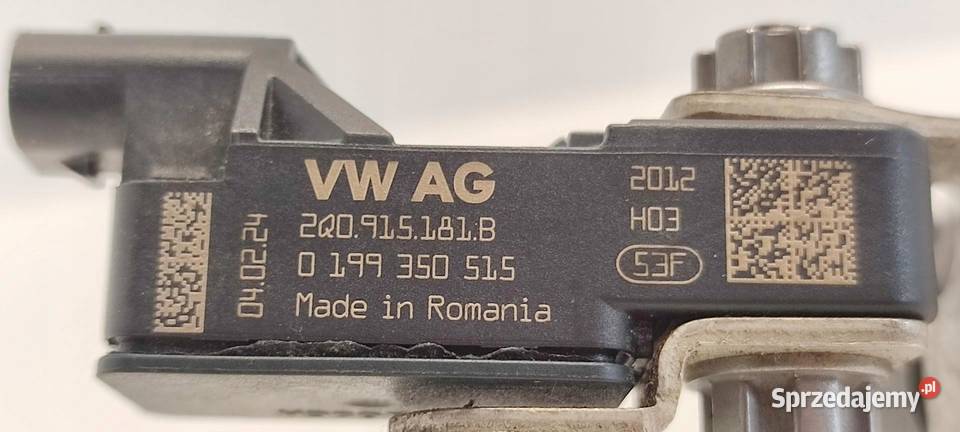 04.02.24
VW AG
2Q0.915.181.B
0 199 350 515
Made in Romania
2012
H03
53F
Sprzedajemy.pl